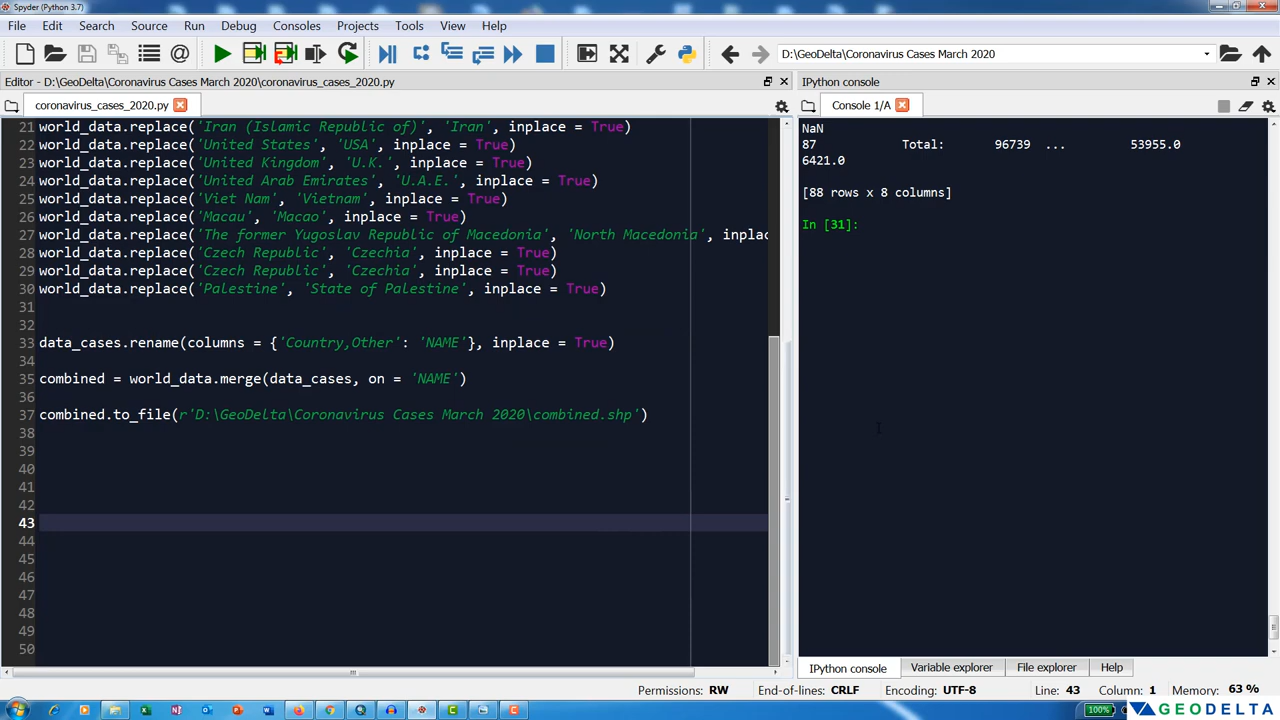 Spyder (Python 3.7)
File Edit Search Source Run Debug Consoles Projects Tools View Help
D:\GeoDelta\Coronavirus Cases March 2020
Editor - D:\GeoDelta\Coronavirus Cases March 2020\coronavirus_cases_2020.py
IPython console
coronavirus_cases_2020.py
Console 1/A
21 world_data.replace('Iran (Islamic Republic of)', 'Iran', inplace = True)
22 world_data.replace('United States', 'USA', inplace = True)
23 world_data.replace('United Kingdom', 'U.K.', inplace = True)
24 world_data.replace('United Arab Emirates', 'U.A.E.', inplace = True)
25 world_data.replace('Viet Nam', 'Vietnam', inplace = True)
26 world_data.replace('Macau', 'Macao', inplace = True)
27 world_data.replace('The former Yugoslav Republic of Macedonia', 'North Macedonia', inplac
28 world_data.replace('Czech Republic', 'Czechia', inplace = True)
29 world_data.replace('Czech Republic', 'Czechia', inplace = True)
30 world_data.replace('Palestine', 'State of Palestine', inplace = True)
31
32
33 data_cases.rename(columns = {'Country,Other': 'NAME'}, inplace = True)
34
35 combined = world_data.merge(data_cases, on = 'NAME')
36
37 combined.to_file(r'D:\GeoDelta\Coronavirus Cases March 2020\combined.shp')
38
39
40
41
42
43
44
45
46
47
48
49
50
NaN
87 Total: 96739 ... 53955.0
6421.0
[88 rows x 8 columns]
In [31]:
IPython console Variable explorer File explorer Help
Permissions: RW End-of-lines: CRLF Encoding: UTF-8 Line: 43 Column: 1 Memory: 63 %
100%
GEODELTA